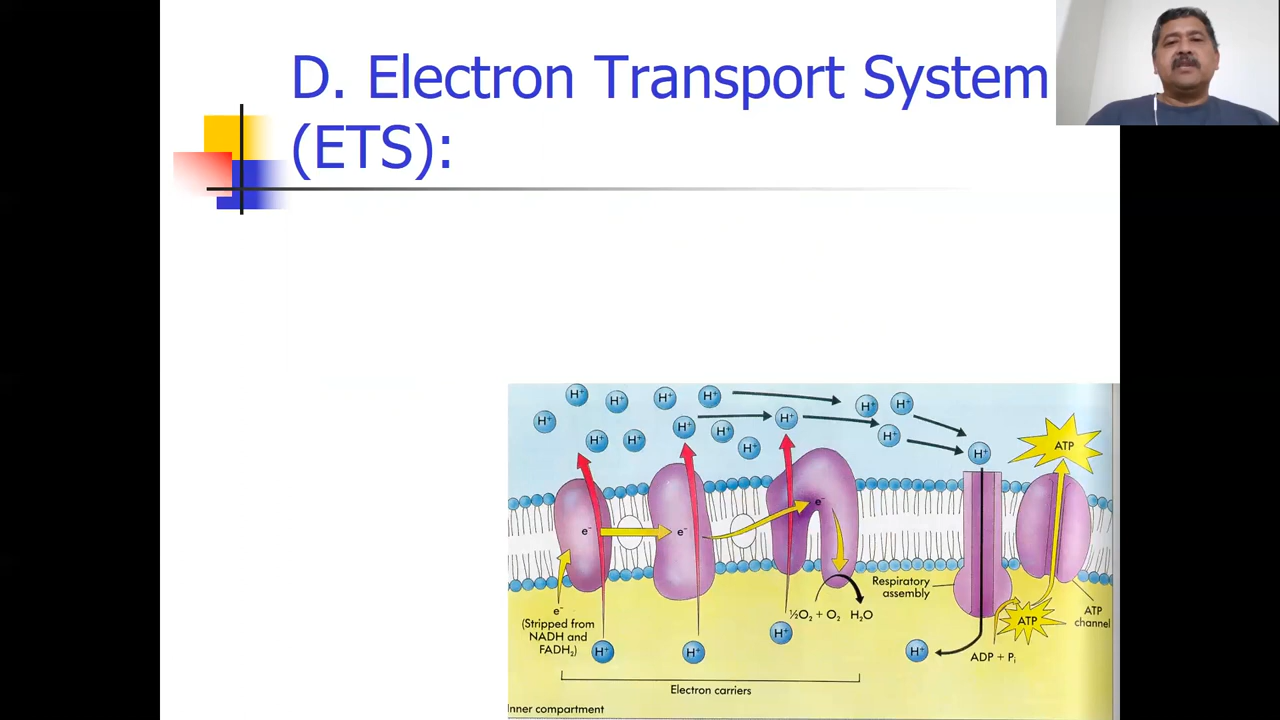 D. Electron Transport System
(ETS):
H⁺ H⁺ H⁺ H⁺ H⁺ H⁺
H⁺ H⁺ H⁺ H⁺ H⁺ H⁺ H⁺
H⁺ H⁺ H⁺ H⁺ ATP
e⁻ e⁻ e⁻
Respiratory
assembly
e⁻
(Stripped from
NADH and
FADH₂)
½O₂ + O₂ H₂O
ATP
ATP
channel
H⁺ H⁺ H⁺ H⁺
ADP + Pᵢ
Electron carriers
Inner compartment